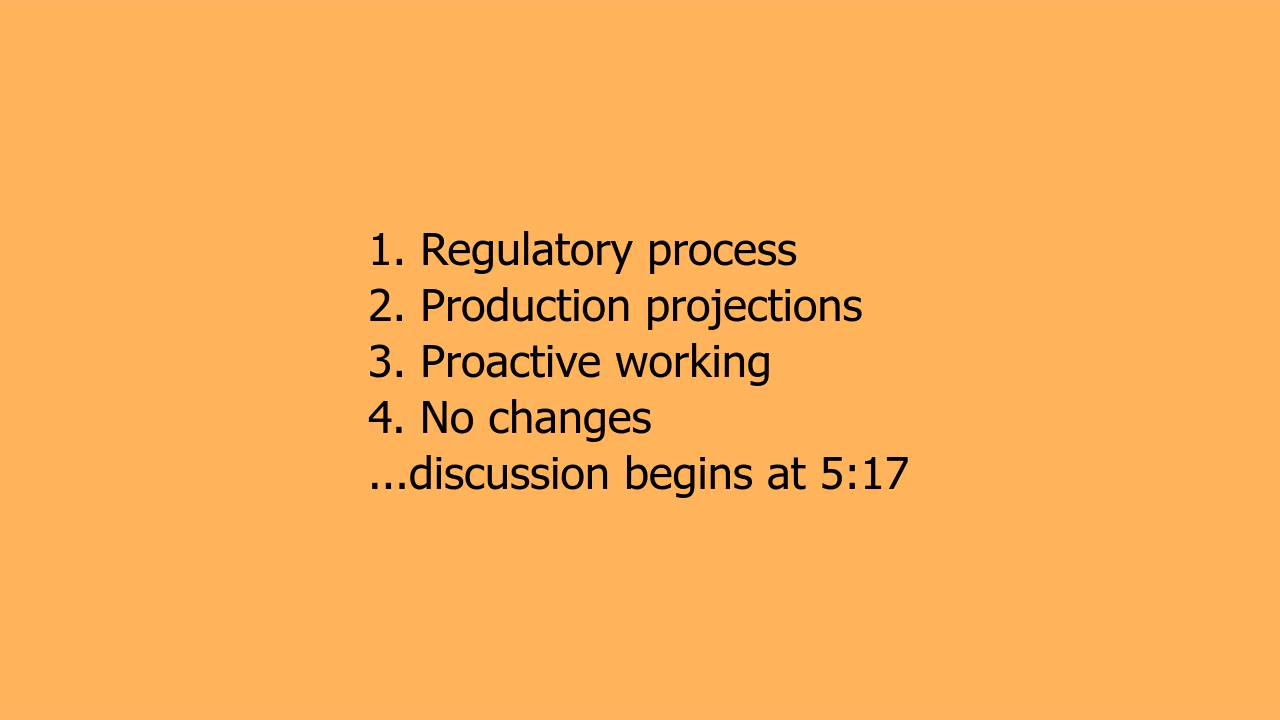 1. Regulatory process
2. Production projections
3. Proactive working
4. No changes
...discussion begins at 5:17